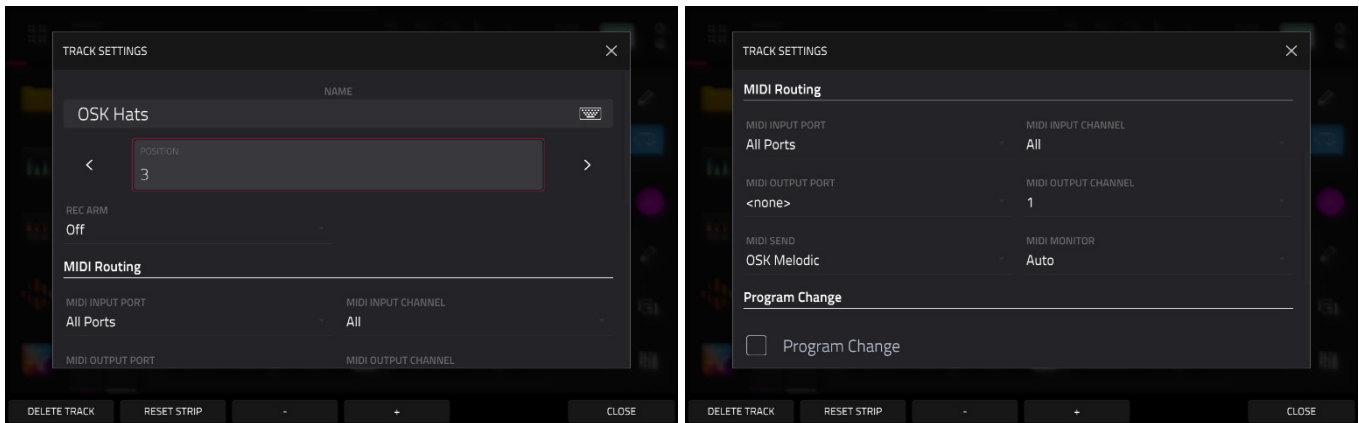 TRACK SETTINGS
NAME
OSK Hats
POSITION
3
REC ARM
Off
MIDI Routing
MIDI INPUT PORT MIDI INPUT CHANNEL
All Ports All
MIDI OUTPUT PORT MIDI OUTPUT CHANNEL
DELETE TRACK RESET STRIP - + CLOSE
TRACK SETTINGS
MIDI Routing
MIDI INPUT PORT MIDI INPUT CHANNEL
All Ports All
MIDI OUTPUT PORT MIDI OUTPUT CHANNEL
<none> 1
MIDI SEND MIDI MONITOR
OSK Melodic Auto
Program Change
Program Change
DELETE TRACK RESET STRIP - + CLOSE